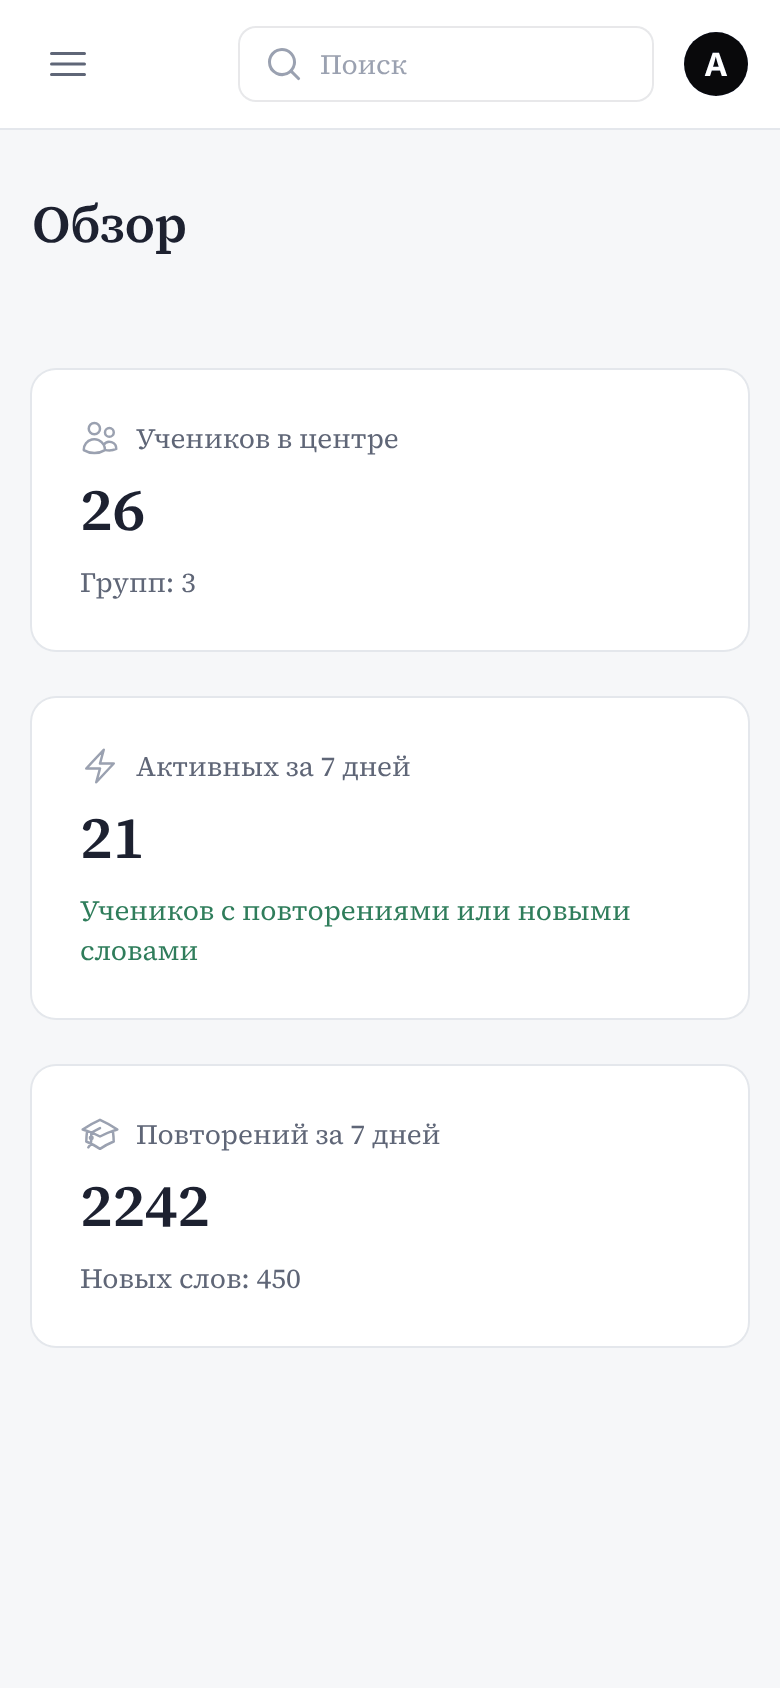 Поиск
A
Обзор
Учеников в центре
26
Групп: 3
Активных за 7 дней
21
Учеников с повторениями или новыми
словами
Повторений за 7 дней
2242
Новых слов: 450